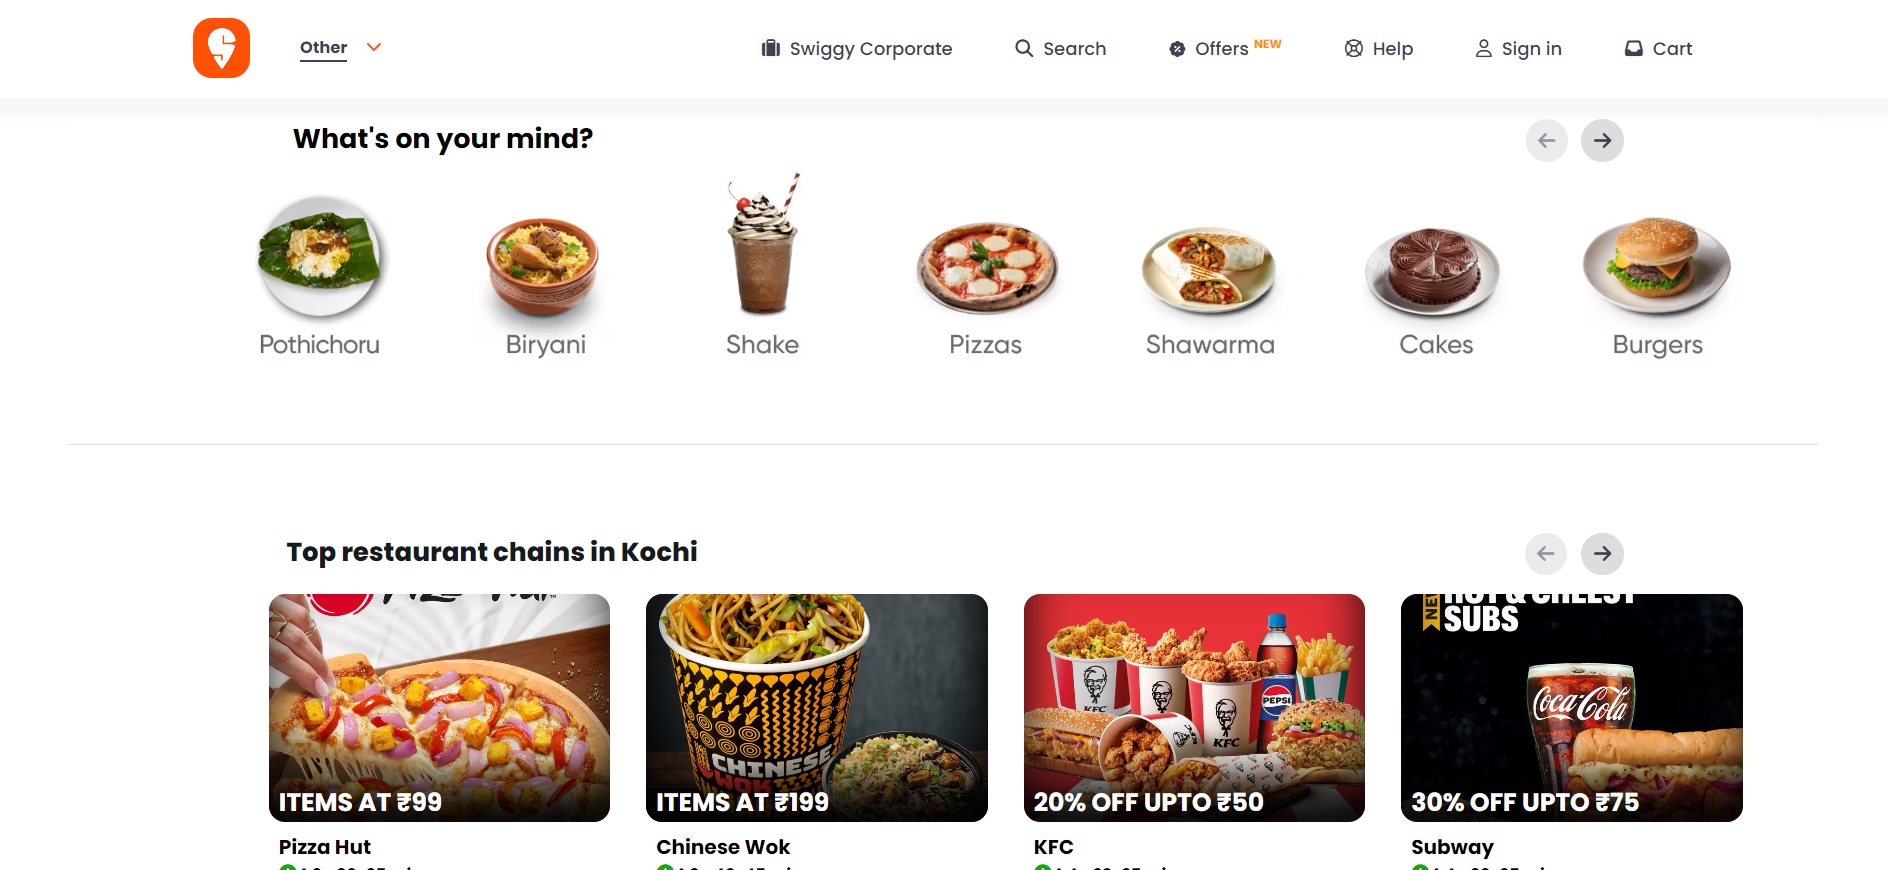 Other
Swiggy Corporate
Search
Offers NEW
Help
Sign in
Cart
What's on your mind?
Pothichoru
Biryani
Shake
Pizzas
Shawarma
Cakes
Burgers
Top restaurant chains in Kochi
ITEMS AT ₹99
Pizza Hut
CHINESE
WOK
ITEMS AT ₹199
Chinese Wok
KFC
KFC
PEPSI
20% OFF UPTO ₹50
KFC
NEW
SUBS
Coca-Cola
30% OFF UPTO ₹75
Subway